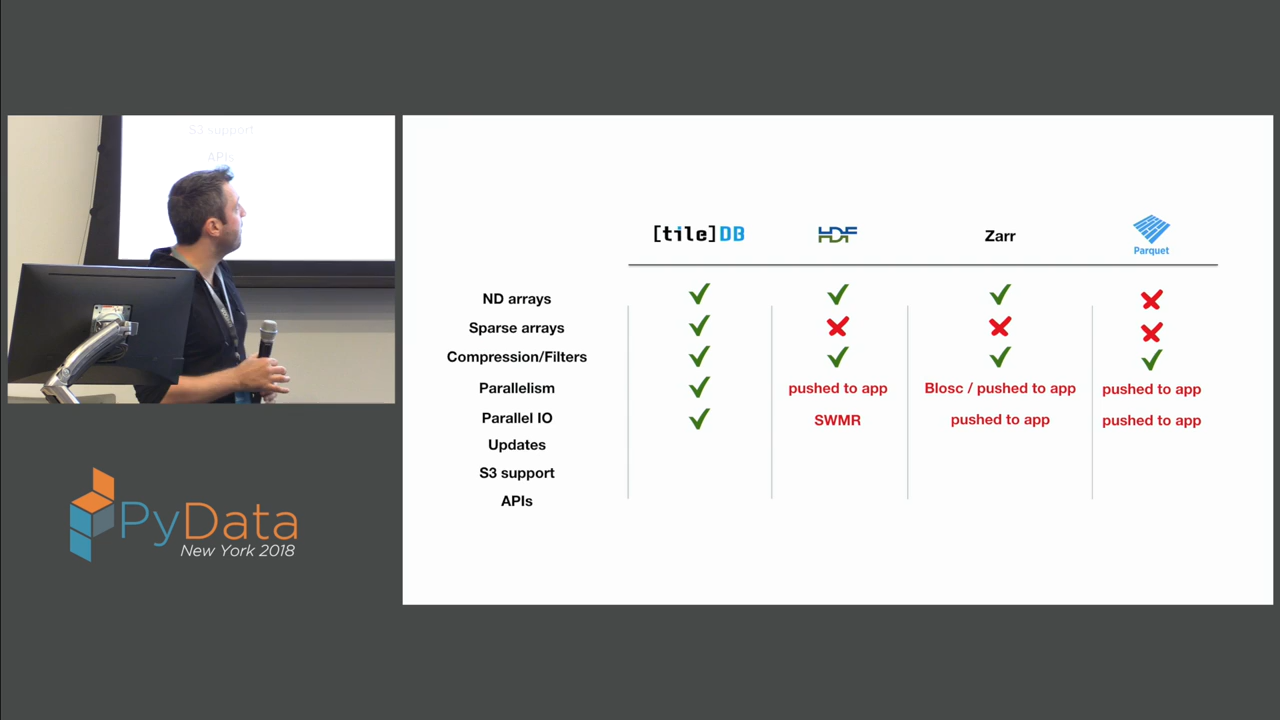 S3 support
APIs
[tile]DB HDF Zarr Parquet
ND arrays
Sparse arrays
Compression/Filters
Parallelism pushed to app Blosc / pushed to app pushed to app
Parallel IO SWMR pushed to app pushed to app
Updates
S3 support
APIs
PyData
New York 2018